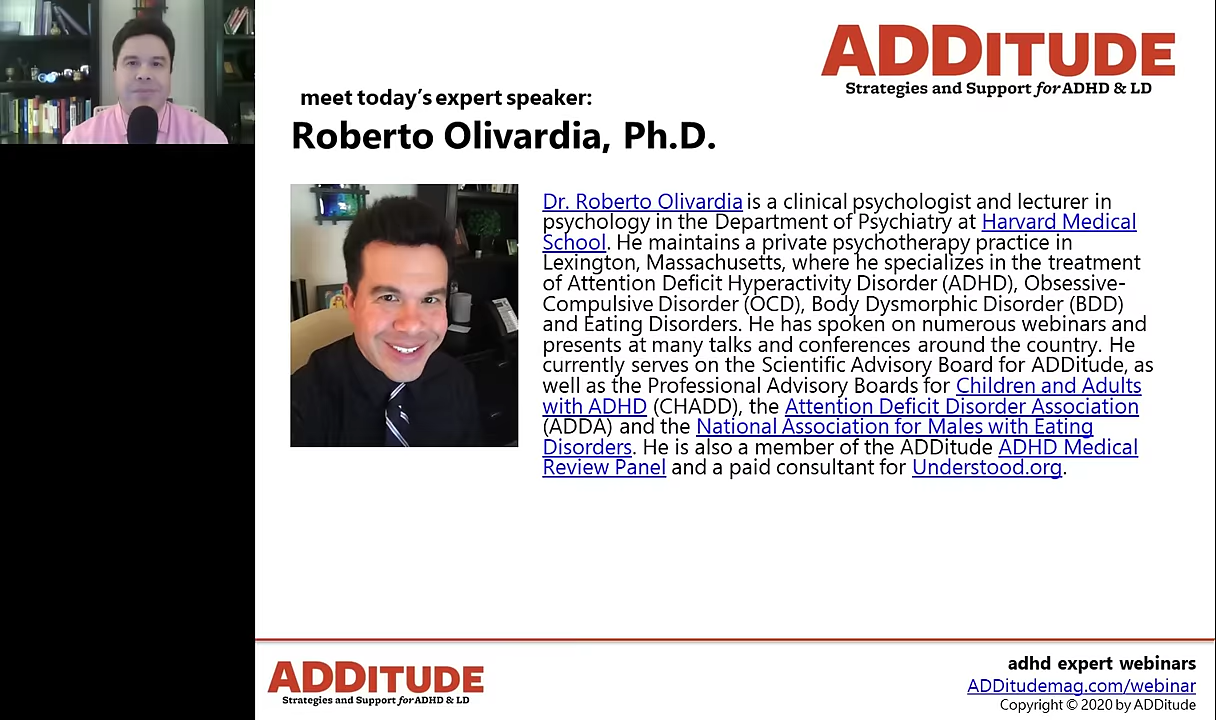 ADDITUDE
Strategies and Support for ADHD & LD
meet today's expert speaker:
Roberto Olivardia, Ph.D.
Dr. Roberto Olivardia is a clinical psychologist and lecturer in
psychology in the Department of Psychiatry at Harvard Medical
School. He maintains a private psychotherapy practice in
Lexington, Massachusetts, where he specializes in the treatment
of Attention Deficit Hyperactivity Disorder (ADHD), Obsessive-
Compulsive Disorder (OCD), Body Dysmorphic Disorder (BDD)
and Eating Disorders. He has spoken on numerous webinars and
presents at many talks and conferences around the country. He
currently serves on the Scientific Advisory Board for ADDitude, as
well as the Professional Advisory Boards for Children and Adults
with ADHD (CHADD), the Attention Deficit Disorder Association
(ADDA) and the National Association for Males with Eating
Disorders. He is also a member of the ADDitude ADHD Medical
Review Panel and a paid consultant for Understood.org.
ADDITUDE
Strategies and Support for ADHD & LD
adhd expert webinars
ADDitudemag.com/webinar
Copyright © 2020 by ADDitude